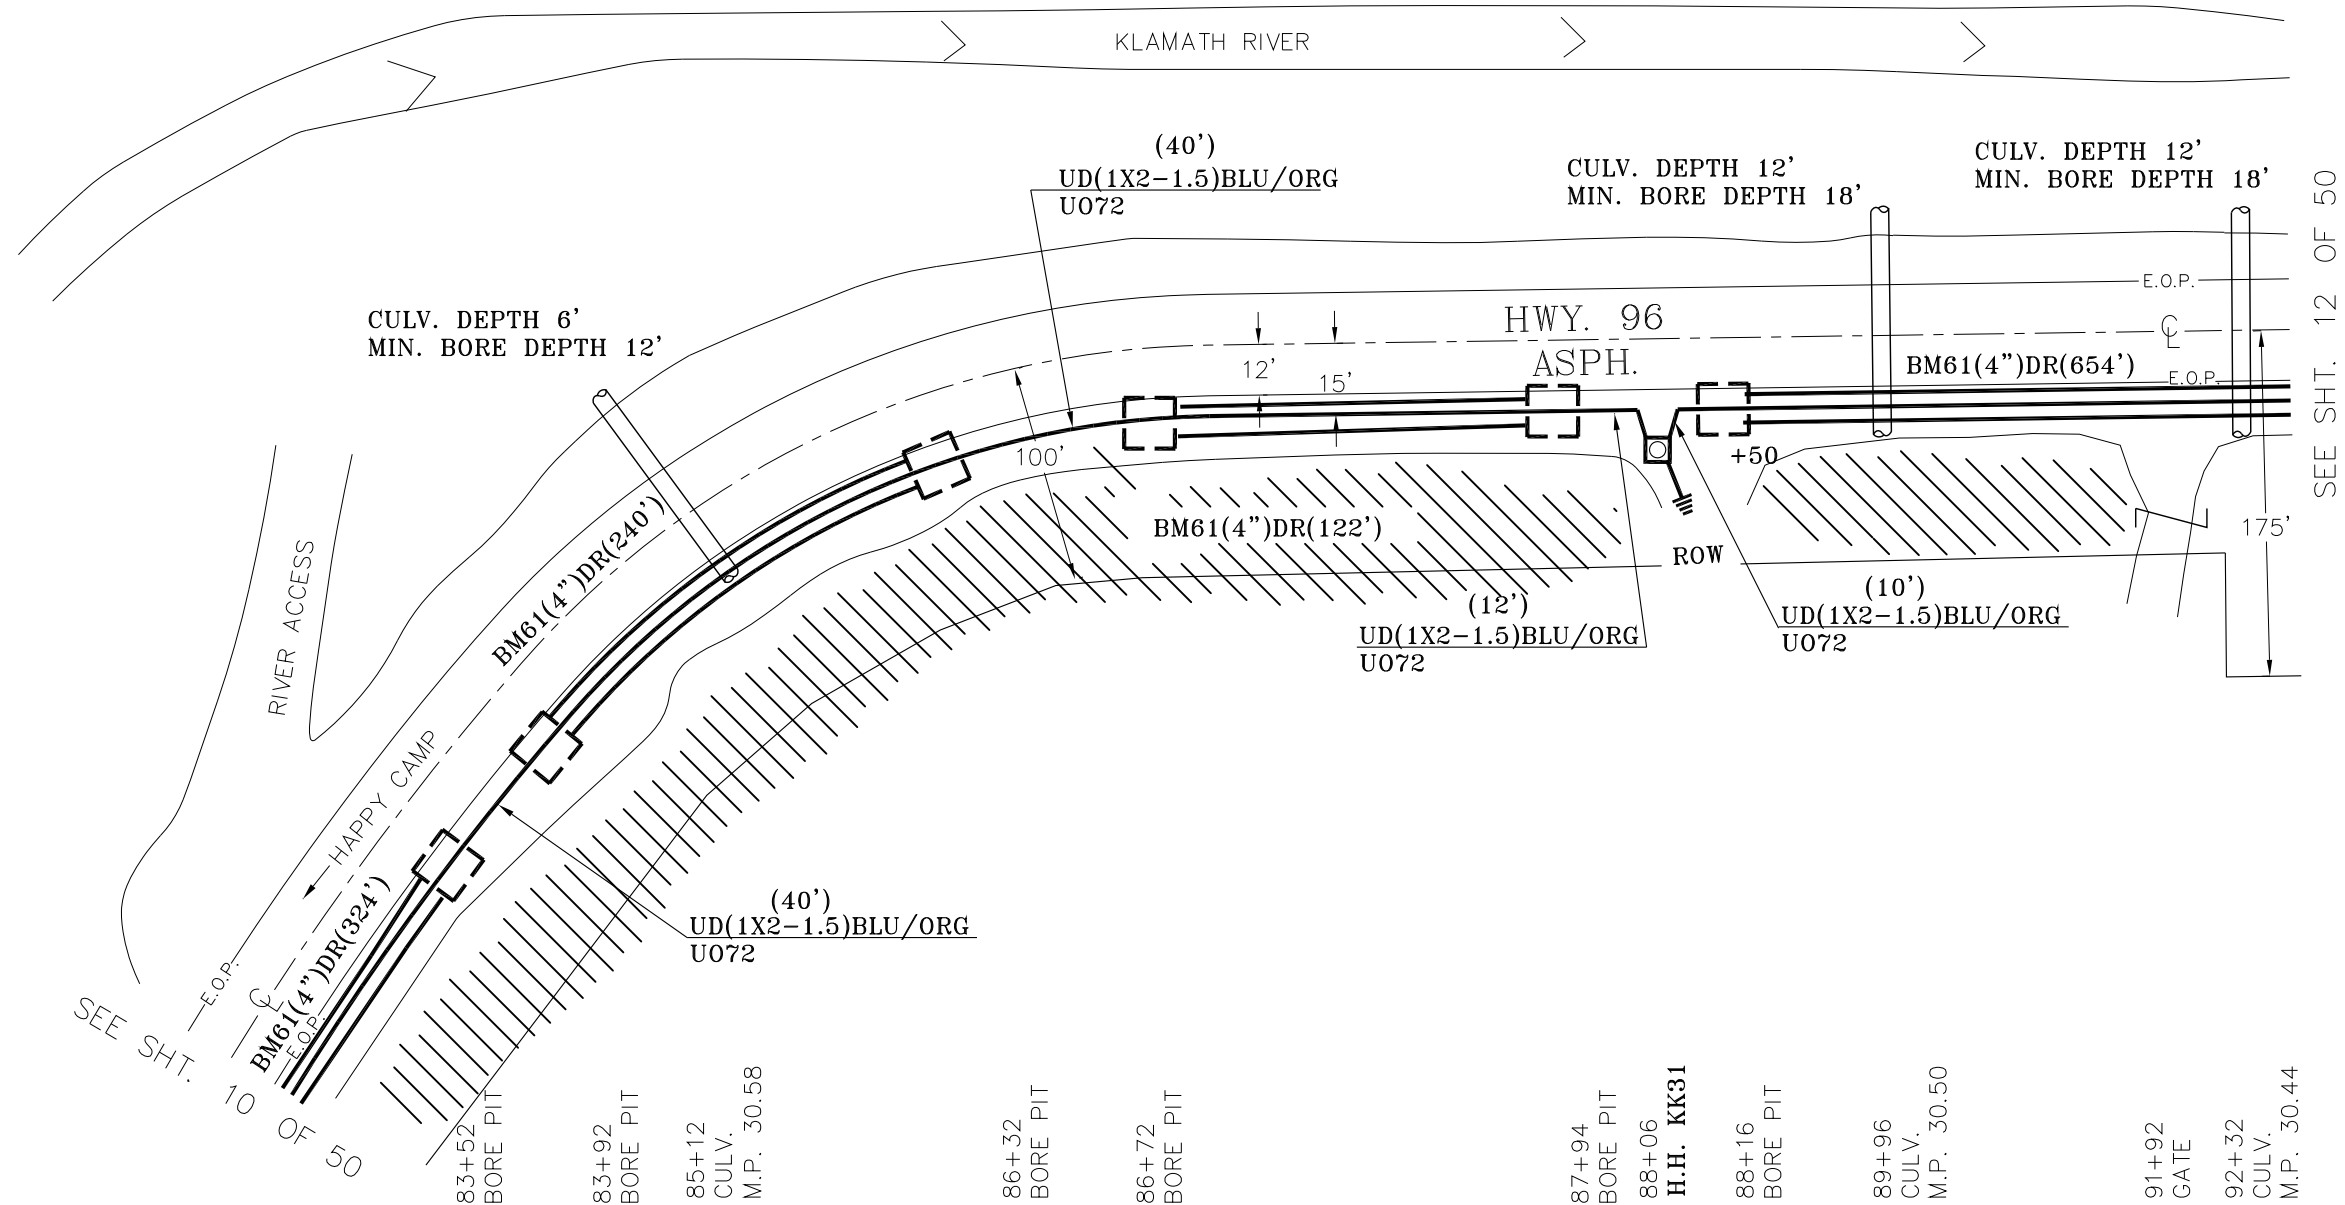 KLAMATH RIVER
(40')
UD(1X2-1.5)BLU/ORG
UO72
CULV. DEPTH 12'
MIN. BORE DEPTH 18'
CULV. DEPTH 12'
MIN. BORE DEPTH 18'
SEE SHT. 12 OF 50
CULV. DEPTH 6'
MIN. BORE DEPTH 12'
E.O.P.
HWY. 96
ASPH.
CL
12'
15'
BM61(4")DR(654')
E.O.P.
100'
+50
BM61(4")DR(122')
ROW
175'
BM61(4")DR(240')
RIVER ACCESS
(12')
UD(1X2-1.5)BLU/ORG
UO72
(10')
UD(1X2-1.5)BLU/ORG
UO72
HAPPY CAMP
(40')
UD(1X2-1.5)BLU/ORG
UO72
BM61(4")DR(324')
E.O.P.
CL
E.O.P.
SEE SHT. 10 OF 50
83+52
BORE PIT
83+92
BORE PIT
85+12
CULV.
M.P. 30.58
86+32
BORE PIT
86+72
BORE PIT
87+94
BORE PIT
88+06
H.H. KK31
88+16
BORE PIT
89+96
CULV.
M.P. 30.50
91+92
GATE
92+32
CULV.
M.P. 30.44